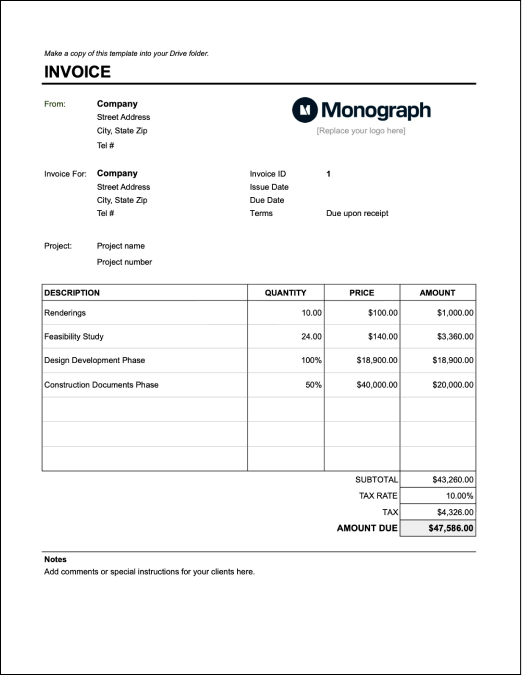 Make a copy of this template into your Drive folder.
INVOICE
From: Company
Street Address
City, State Zip
Tel #
Monograph
[Replace your logo here]
Invoice For: Company Invoice ID 1
Street Address Issue Date
City, State Zip Due Date
Tel # Terms Due upon receipt
Project: Project name
Project number
DESCRIPTION QUANTITY PRICE AMOUNT
Renderings 10.00 $100.00 $1,000.00
Feasibility Study 24.00 $140.00 $3,360.00
Design Development Phase 100% $18,900.00 $18,900.00
Construction Documents Phase 50% $40,000.00 $20,000.00
SUBTOTAL $43,260.00
TAX RATE 10.00%
TAX $4,326.00
AMOUNT DUE $47,586.00
Notes
Add comments or special instructions for your clients here.